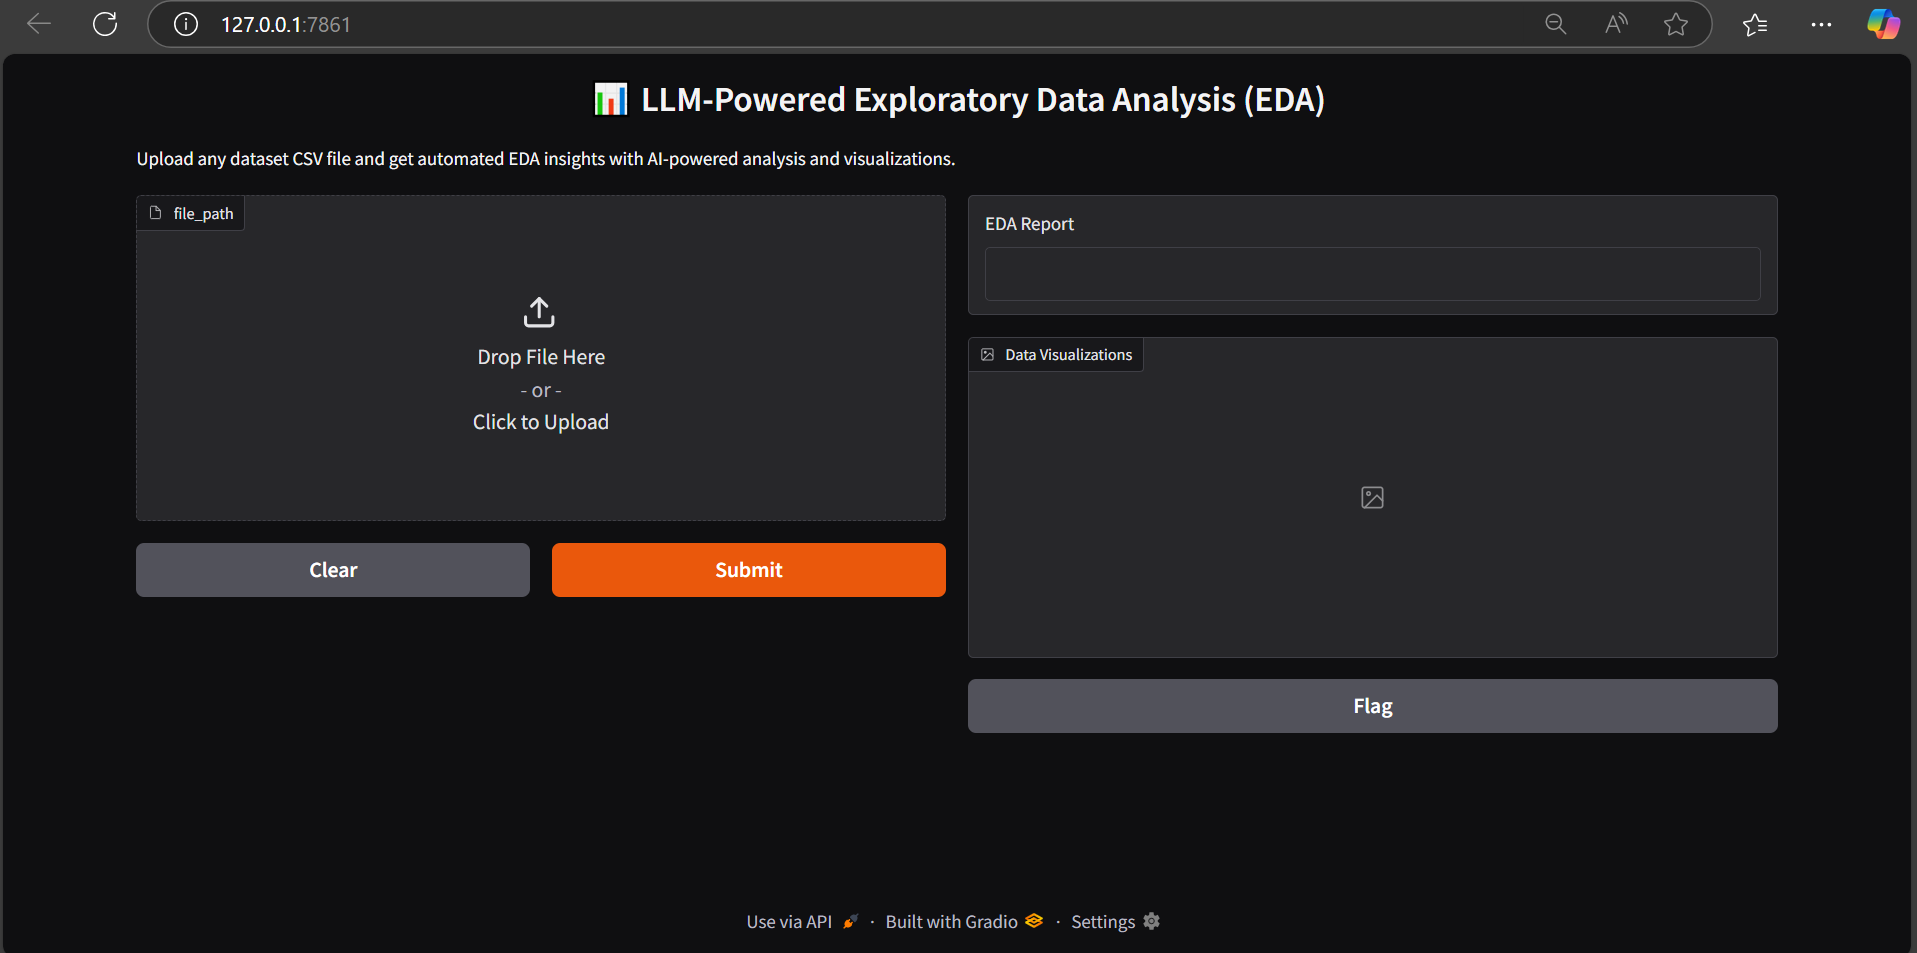 127.0.0.1:7861
📊 LLM-Powered Exploratory Data Analysis (EDA)
Upload any dataset CSV file and get automated EDA insights with AI-powered analysis and visualizations.
file_path
Drop File Here
- or -
Click to Upload
Clear
Submit
EDA Report
Data Visualizations
Flag
Use via API 🚀 · Built with Gradio · Settings ⚙️